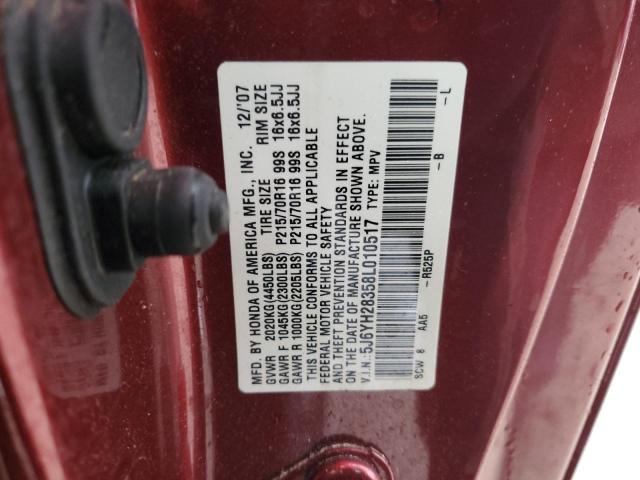 MFD. BY HONDA OF AMERICA MFG., INC. 12/'07
GVWR 2020KG(4450LBS) TIRE SIZE RIM SIZE
GAWR F 1045KG(2300LBS) P215/70R16 99S 16x6.5JJ
GAWR R 1000KG(2205LBS) P215/70R16 99S 16x6.5JJ
THIS VEHICLE CONFORMS TO ALL APPLICABLE
FEDERAL MOTOR VEHICLE SAFETY
AND THEFT PREVENTION STANDARDS IN EFFECT
ON THE DATE OF MANUFACTURE SHOWN ABOVE.
V.I.N.:5J6YH28358L010517 TYPE: MPV
SCW 8 AA5 -R525P -B -L